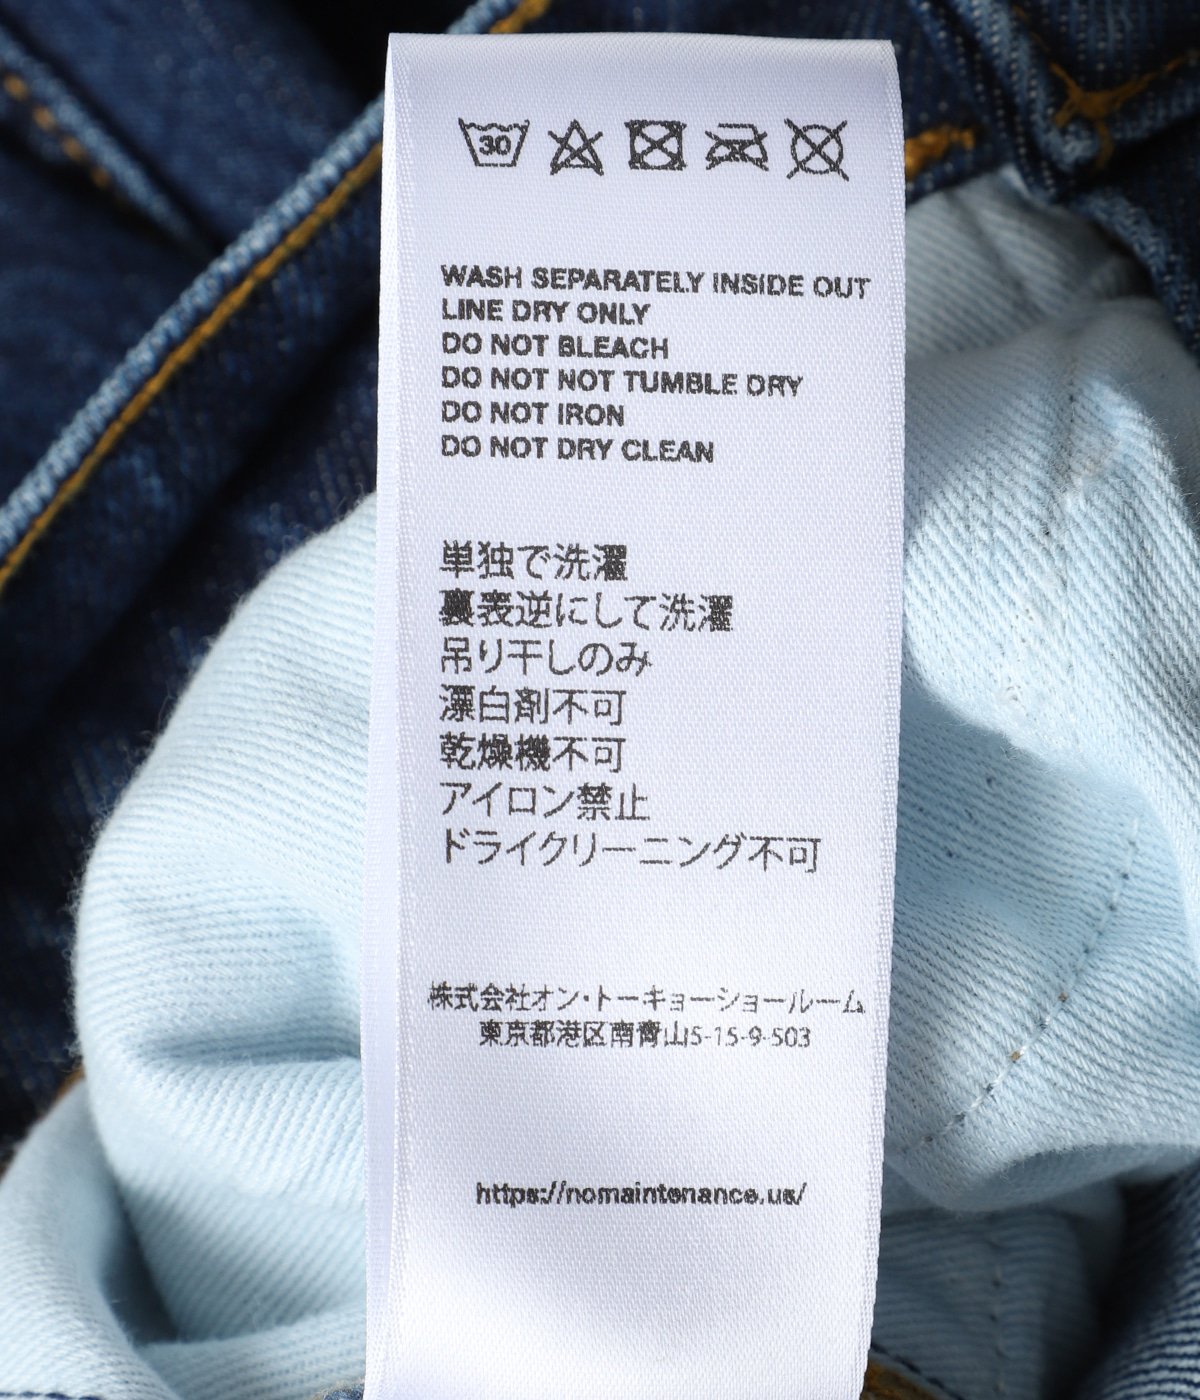 30
WASH SEPARATELY INSIDE OUT
LINE DRY ONLY
DO NOT BLEACH
DO NOT NOT TUMBLE DRY
DO NOT IRON
DO NOT DRY CLEAN
単独で洗濯
裏表逆にして洗濯
吊り干しのみ
漂白剤不可
乾燥機不可
アイロン禁止
ドライクリーニング不可
株式会社オン・トーキョーショールーム
東京都港区南青山5-15-9-503
https://nomaintenance.us/